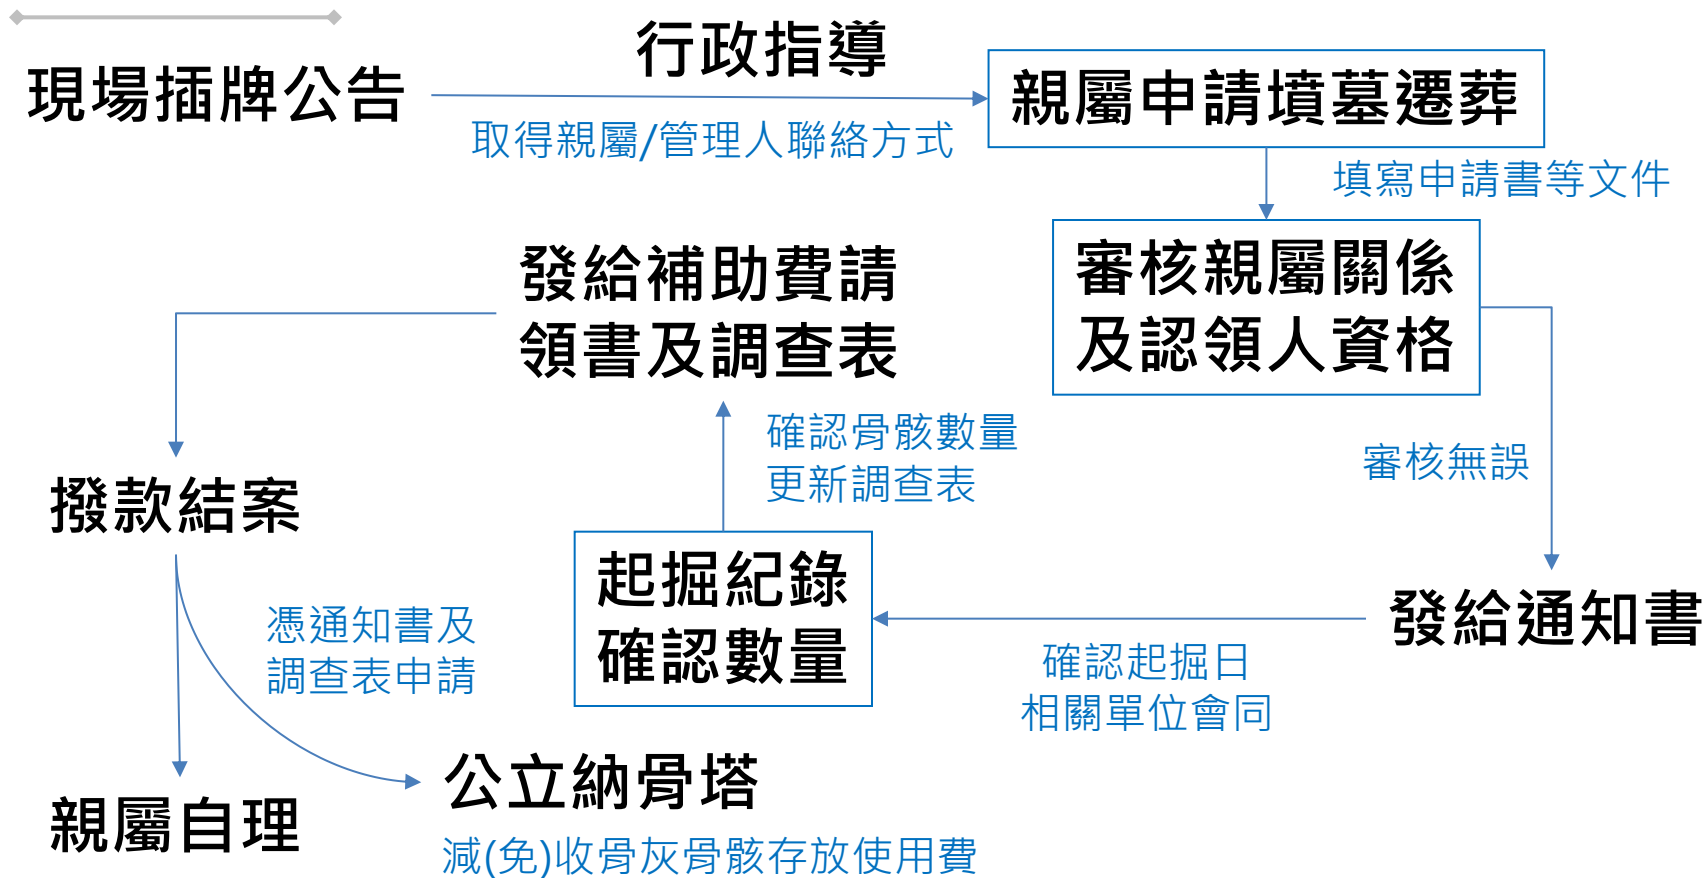 現場插牌公告
行政指導
取得親屬/管理人聯絡方式
親屬申請墳墓遷葬
填寫申請書等文件
審核親屬關係
及認領人資格
審核無誤
發給通知書
確認起掘日
相關單位會同
起掘紀錄
確認數量
確認骨骸數量
更新調查表
發給補助費請
領書及調查表
撥款結案
憑通知書及
調查表申請
親屬自理
公立納骨塔
減(免)收骨灰骨骸存放使用費